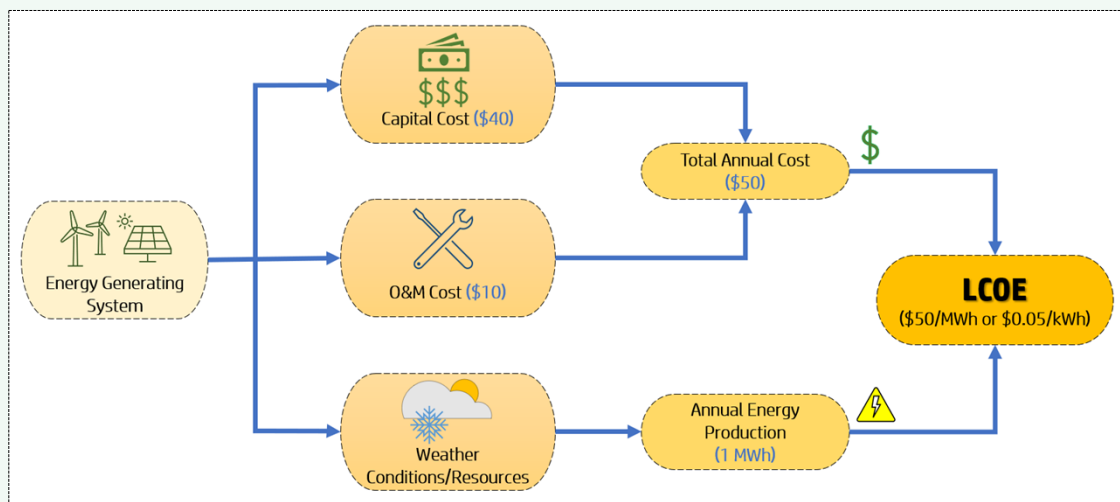 $$$
Capital Cost ($40)
Total Annual Cost
($50)
$
Energy Generating
System
O&M Cost ($10)
LCOE
($50/MWh or $0.05/kWh)
Weather
Conditions/Resources
Annual Energy
Production
(1 MWh)